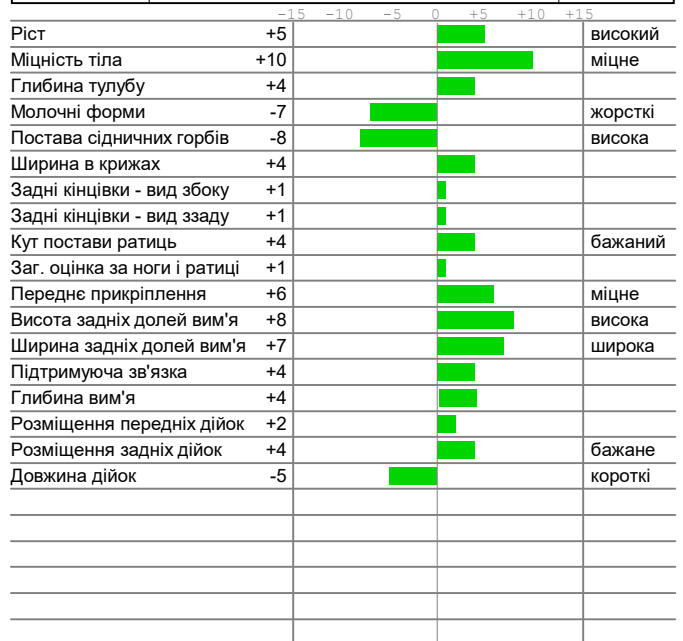 -15 -10 -5 0 +5 +10 +15
Ріст +5 високий
Міцність тіла +10 міцне
Глибина тулубу +4
Молочні форми -7 жорсткі
Постава сідничних горбів -8 висока
Ширина в крижах +4
Задні кінцівки - вид збоку +1
Задні кінцівки - вид ззаду +1
Кут постави ратиць +4 бажаний
Заг. оцінка за ноги і ратиці +1
Переднє прикріплення +6 міцне
Висота задніх долей вим'я +8 висока
Ширина задніх долей вим'я +7 широка
Підтримуюча зв'язка +4
Глибина вим'я +4
Розміщення передніх дійок +2
Розміщення задніх дійок +4 бажане
Довжина дійок -5 короткі